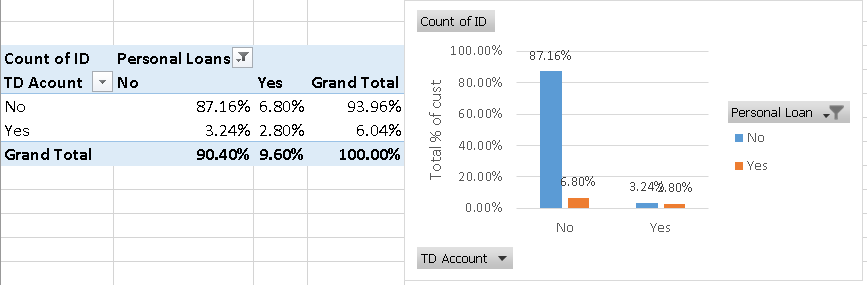 Count of ID Personal Loans
TD Acount No Yes Grand Total
No 87.16% 6.80% 93.96%
Yes 3.24% 2.80% 6.04%
Grand Total 90.40% 9.60% 100.00%
Count of ID
Total % of cust
100.00%
80.00%
60.00%
40.00%
20.00%
0.00%
87.16%
6.80%
3.24%
2.80%
No Yes
TD Account
Personal Loan
No
Yes